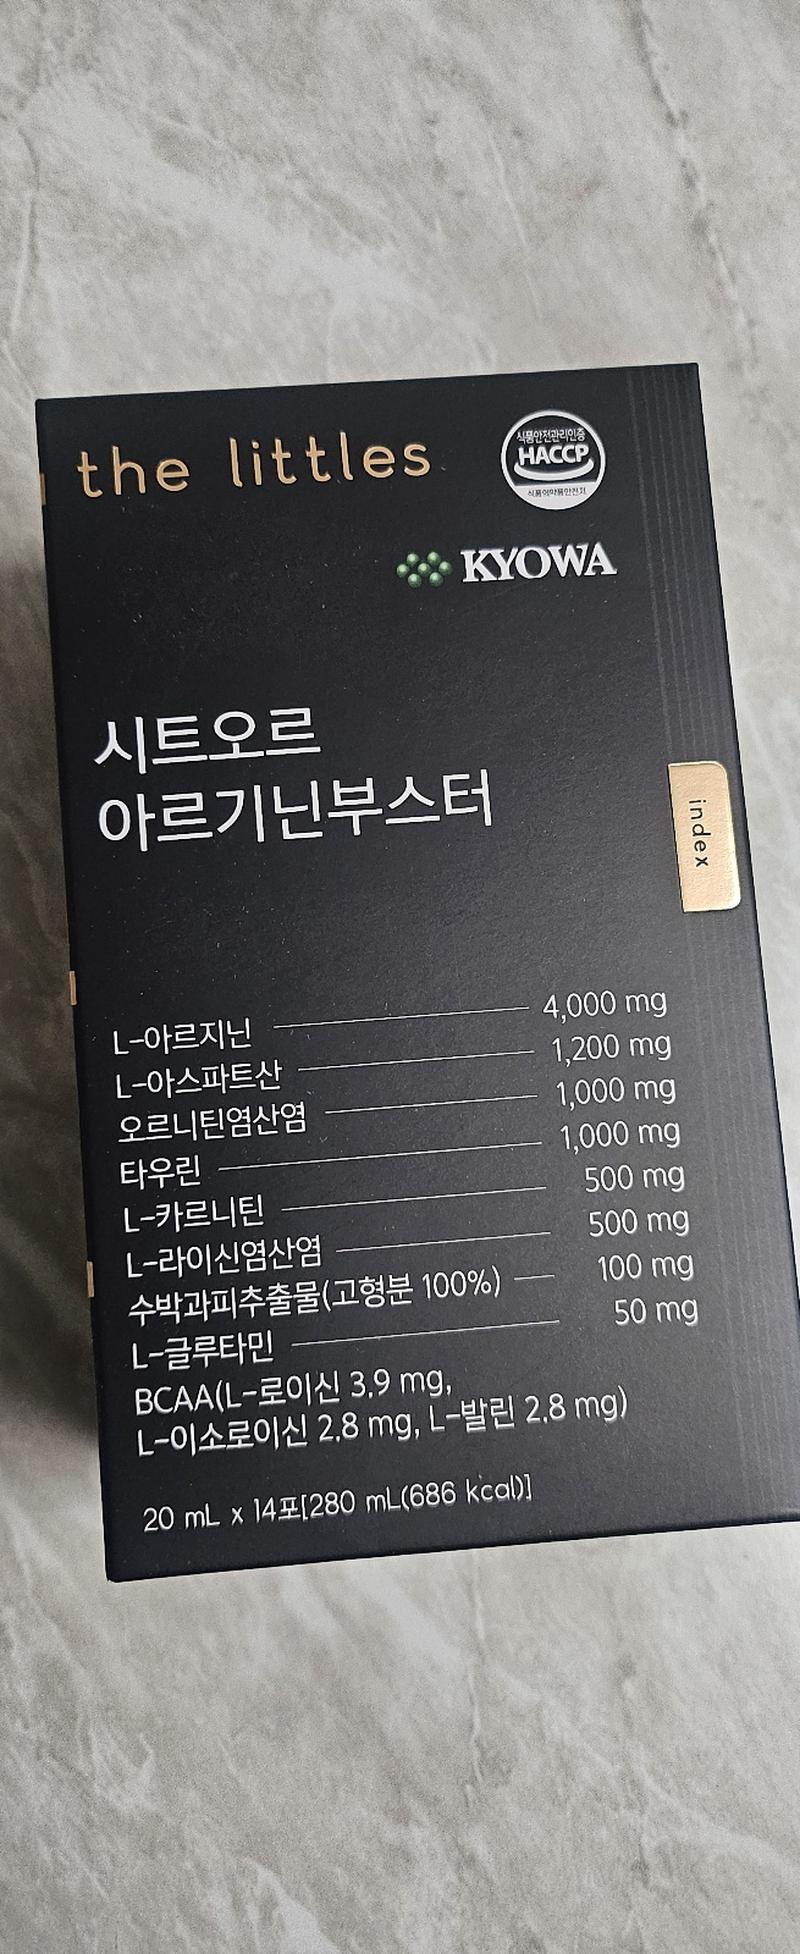 the littles
식품안전관리인증
HACCP
식품의약품안전처
KYOWA
시트오르
아르기닌부스터
index
L-아르지닌 4,000 mg
L-아스파트산 1,200 mg
오르니틴염산염 1,000 mg
타우린 1,000 mg
L-카르니틴 500 mg
L-라이신염산염 500 mg
수박과피추출물(고형분 100%) 100 mg
L-글루타민 50 mg
BCAA(L-로이신 3.9 mg,
L-이소로이신 2.8 mg, L-발린 2.8 mg)
20 mL x 14포[280 mL(686 kcal)]